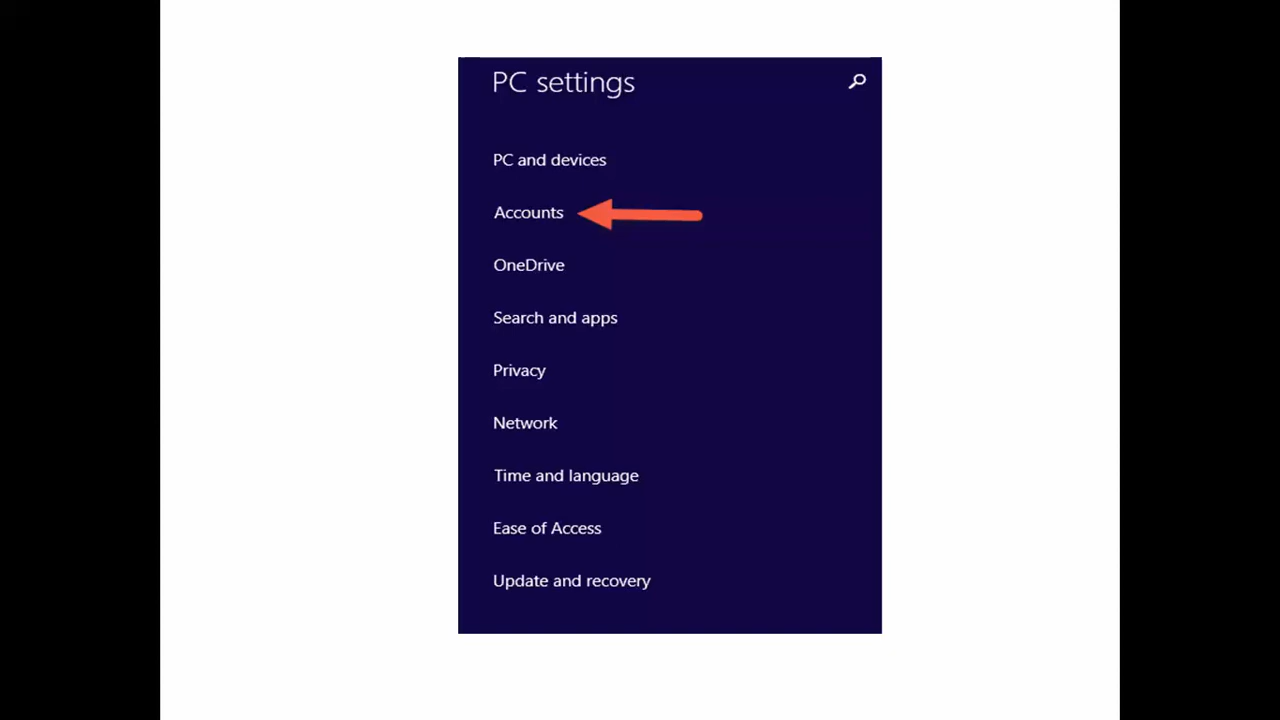 PC settings
PC and devices
Accounts
OneDrive
Search and apps
Privacy
Network
Time and language
Ease of Access
Update and recovery